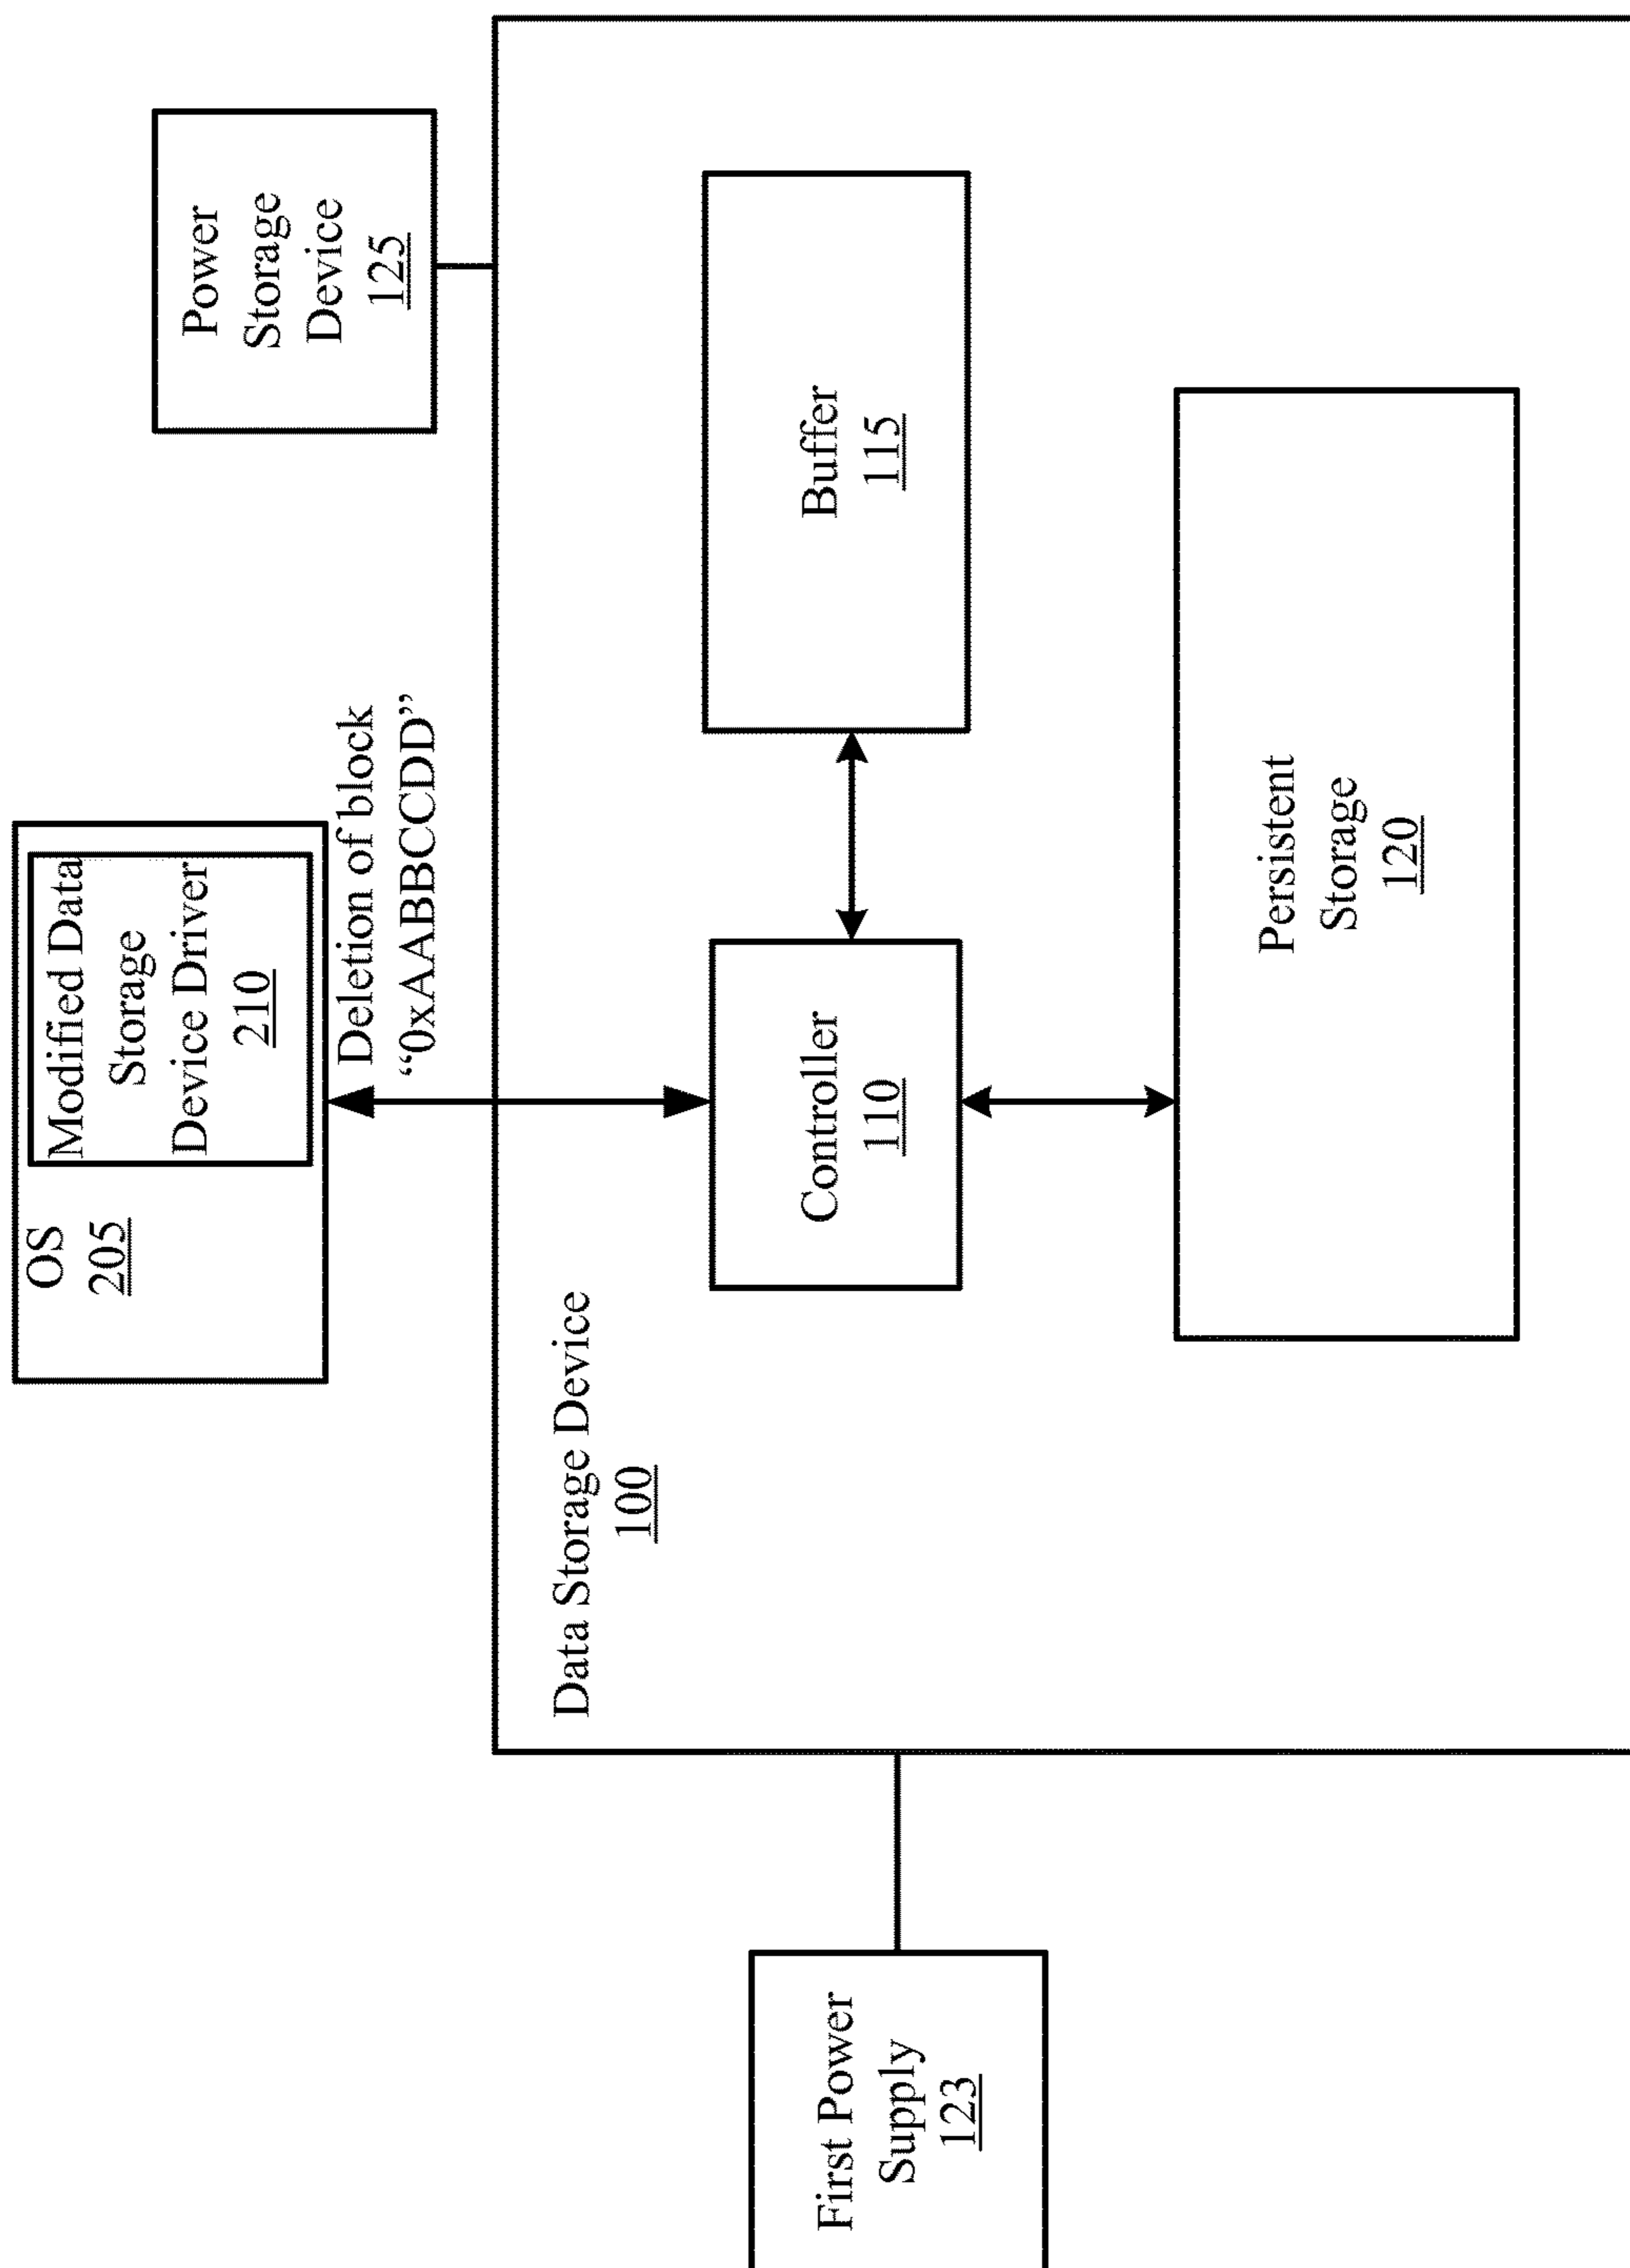 OS
205
Modified Data
Storage
Device Driver
210
Deletion of block
“0xAABBCCDD”
Power
Storage
Device
125
Data Storage Device
100
Controller
110
Buffer
115
Persistent
Storage
120
First Power
Supply
123